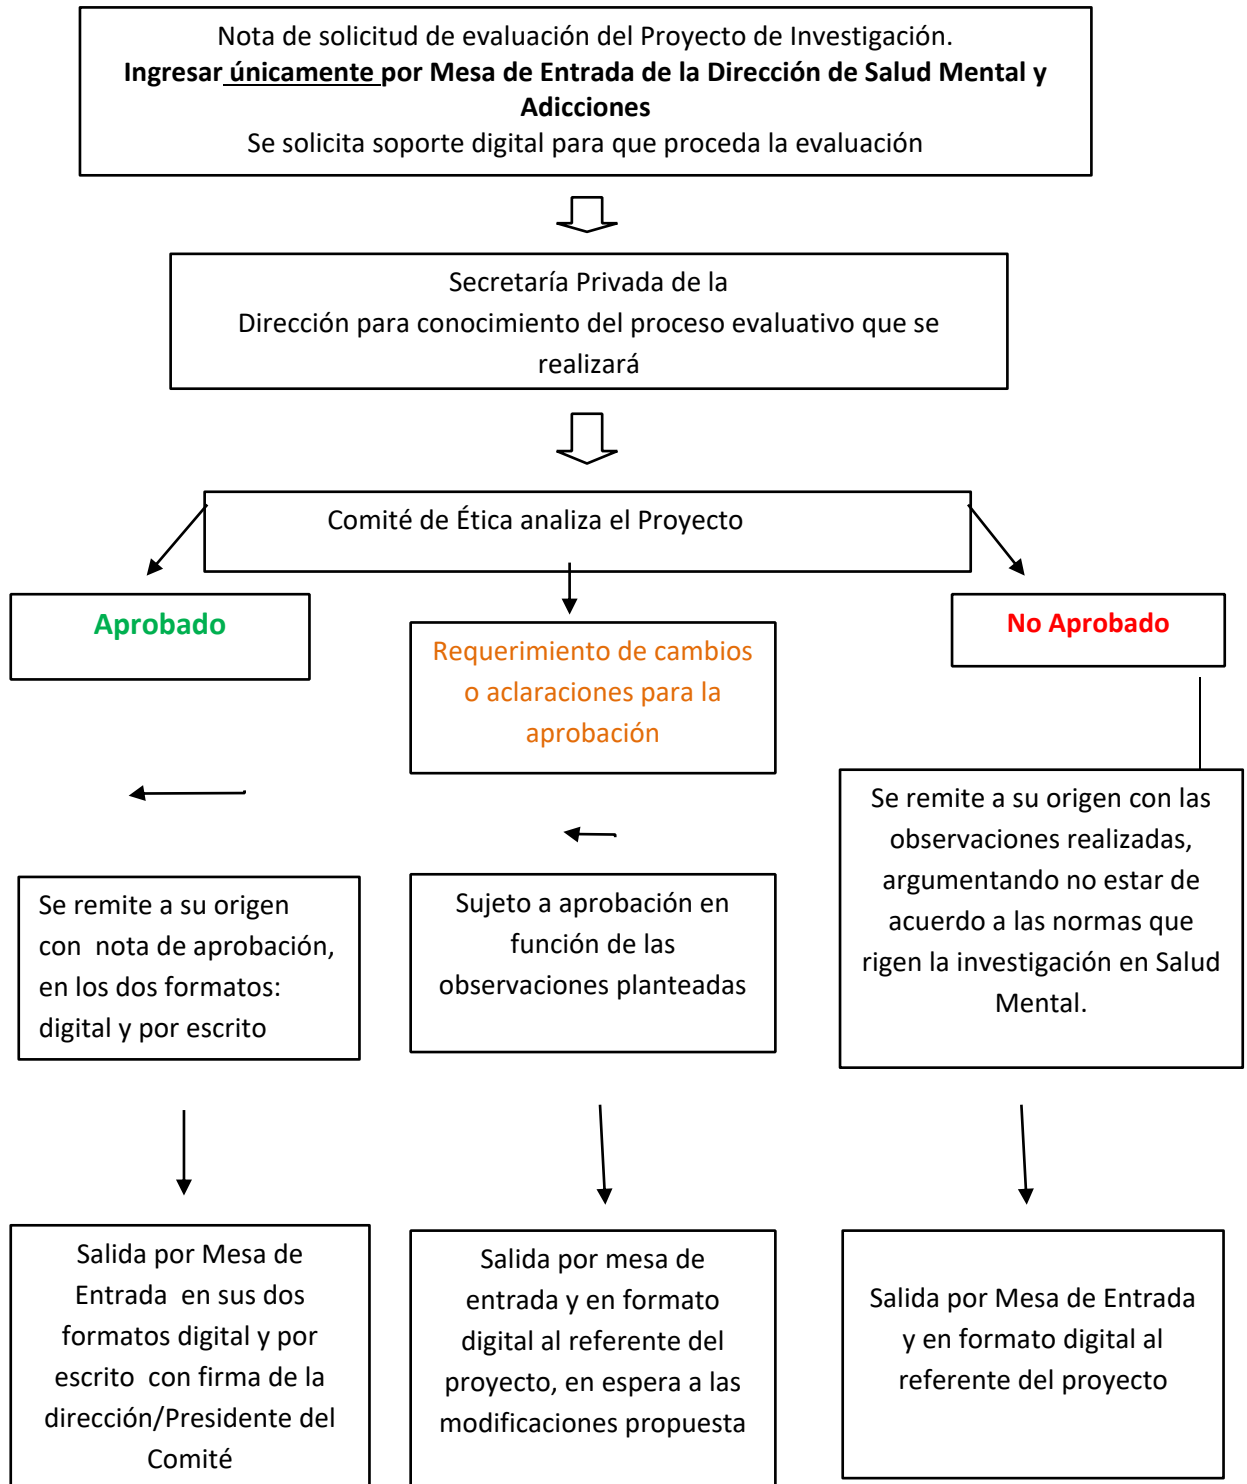 Nota de solicitud de evaluación del Proyecto de Investigación.
Ingresar únicamente por Mesa de Entrada de la Dirección de Salud Mental y
Adicciones
Se solicita soporte digital para que proceda la evaluación
Secretaría Privada de la
Dirección para conocimiento del proceso evaluativo que se
realizará
Comité de Ética analiza el Proyecto
Aprobado
Requerimiento de cambios
o aclaraciones para la
aprobación
No Aprobado
Se remite a su origen
con nota de aprobación,
en los dos formatos:
digital y por escrito
Sujeto a aprobación en
función de las
observaciones planteadas
Se remite a su origen con las
observaciones realizadas,
argumentando no estar de
acuerdo a las normas que
rigen la investigación en Salud
Mental.
Salida por Mesa de
Entrada en sus dos
formatos digital y por
escrito con firma de la
dirección/Presidente del
Comité
Salida por mesa de
entrada y en formato
digital al referente del
proyecto, en espera a las
modificaciones propuesta
Salida por Mesa de Entrada
y en formato digital al
referente del proyecto